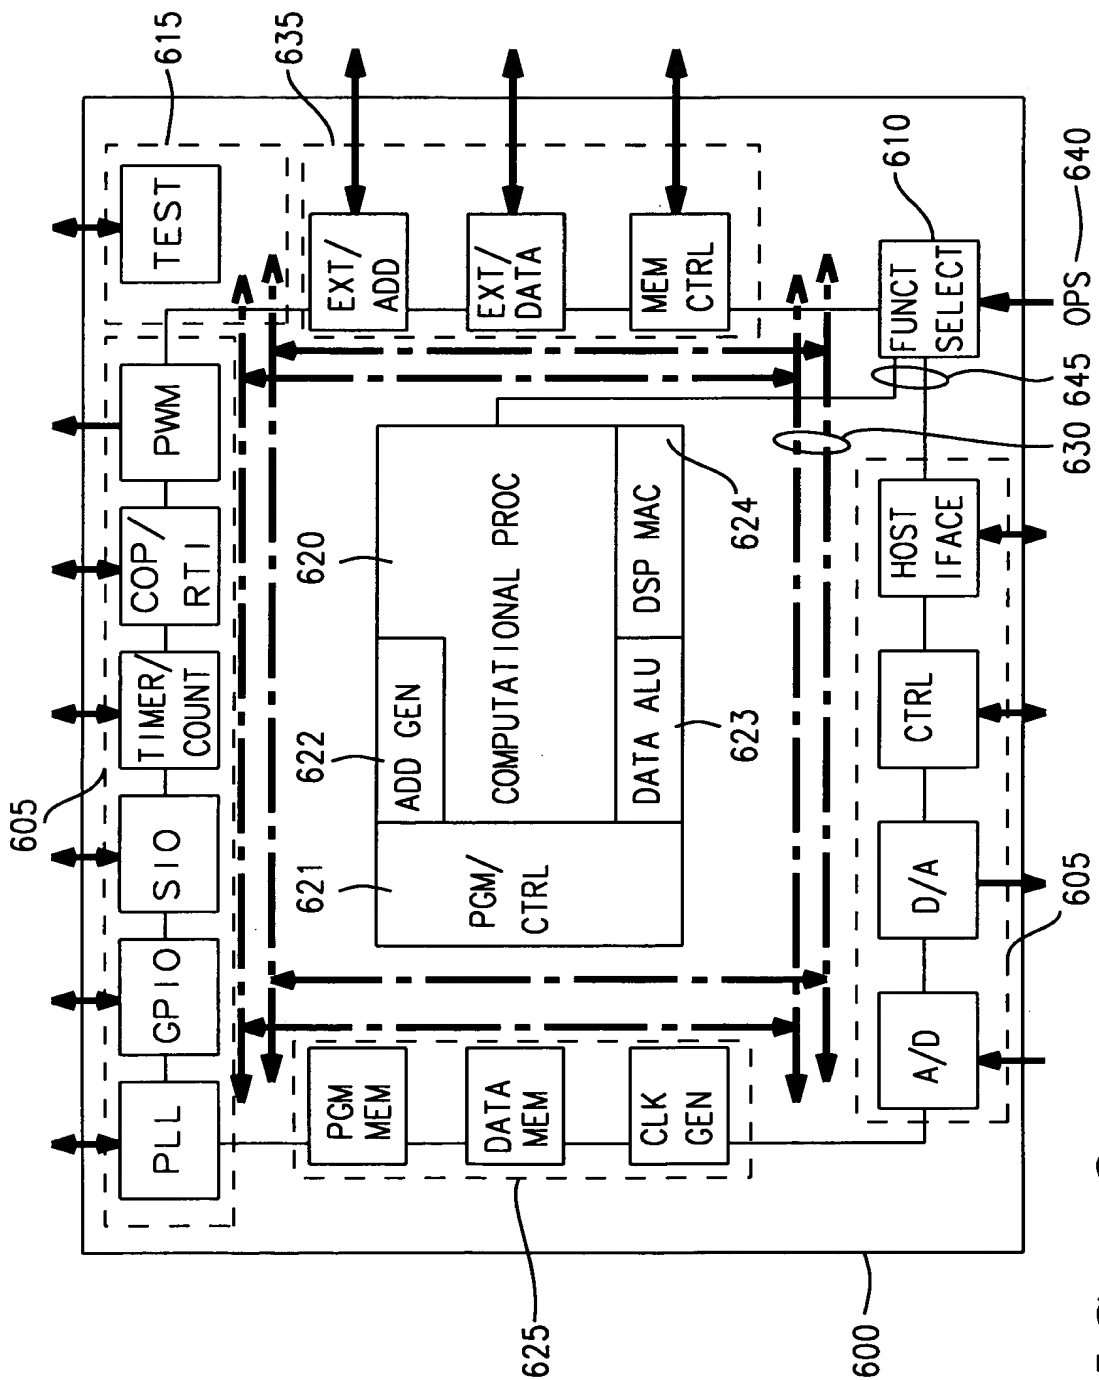 605
PLL
GPIO
SIO
TIMER/
COUNT
COP/
RTI
PWM
TEST
615
635
621
622
620
PGM
MEM
ADD GEN
EXT/
ADD
625
DATA
MEM
PGM/
CTRL
COMPUTATIONAL PROC
EXT/
DATA
CLK
GEN
DATA ALU
DSP MAC
MEM
CTRL
623
624
600
A/D
D/A
CTRL
HOST
IFACE
FUNCT
SELECT
610
605
630
645
OPS
640